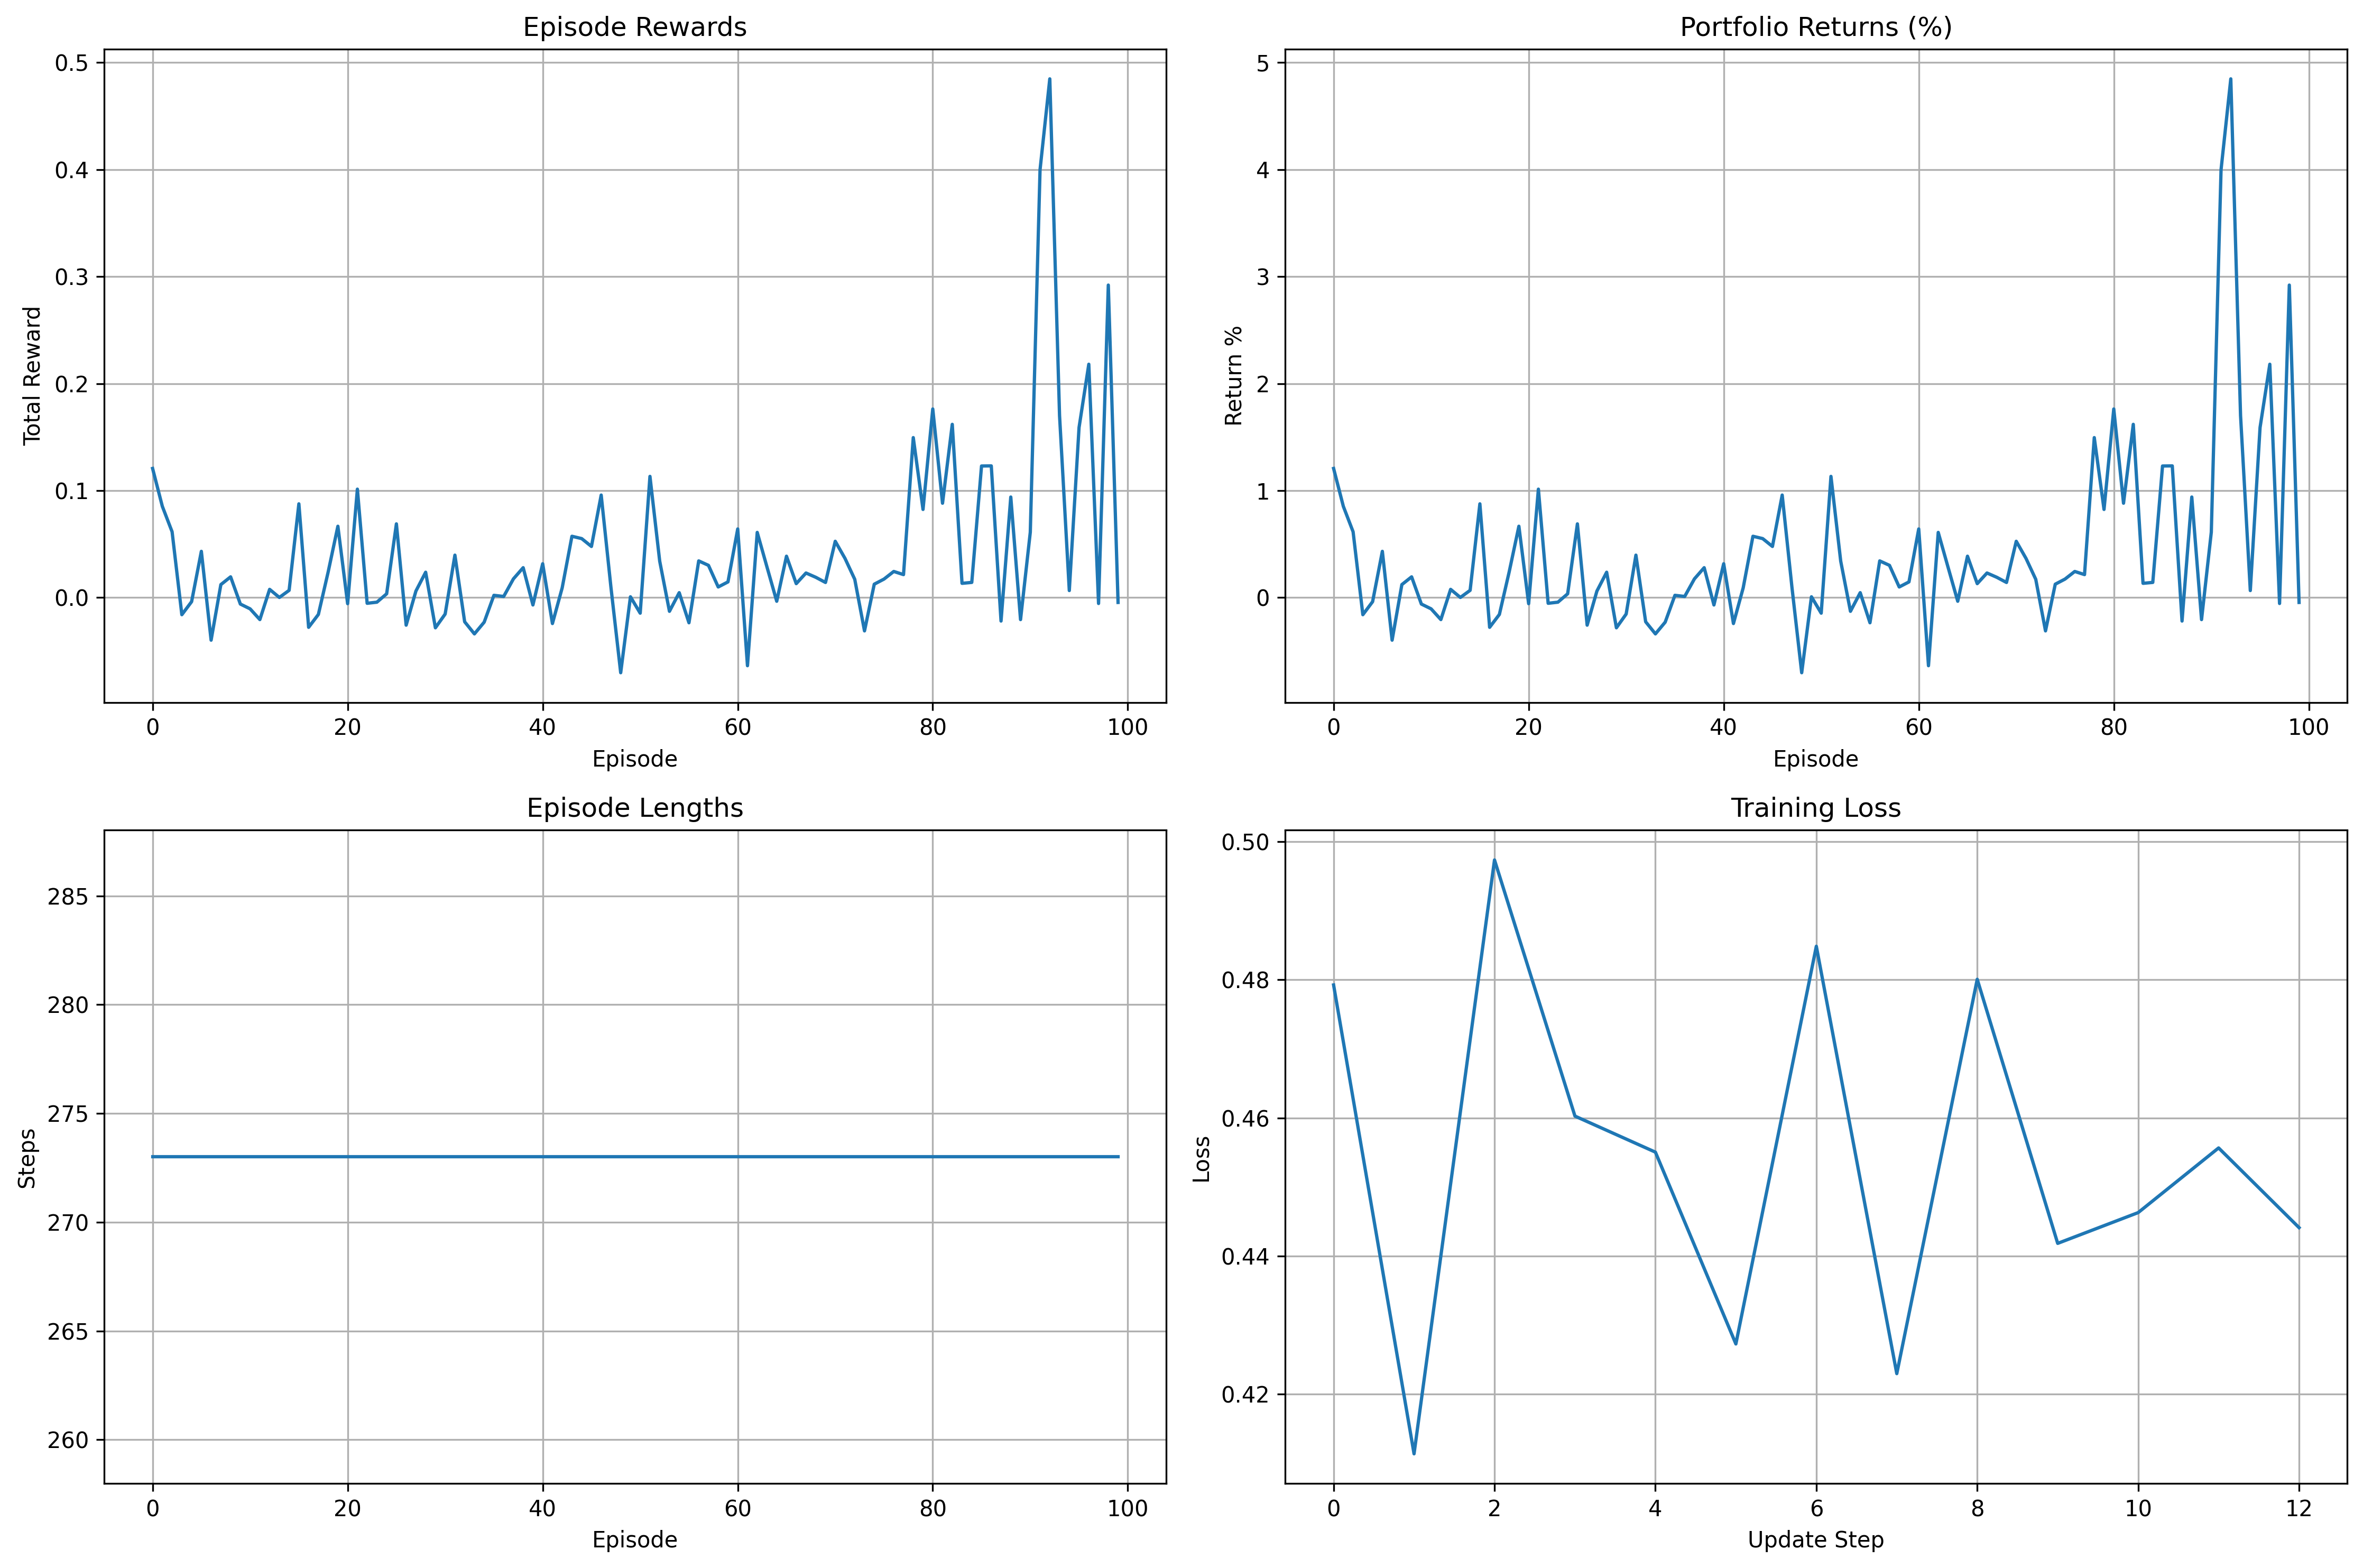 Episode Rewards
Total Reward
0.5
0.4
0.3
0.2
0.1
0.0
0 20 40 60 80 100
Episode
Portfolio Returns (%)
Return %
5
4
3
2
1
0
0 20 40 60 80 100
Episode
Episode Lengths
Steps
285
280
275
270
265
260
0 20 40 60 80 100
Episode
Training Loss
Loss
0.50
0.48
0.46
0.44
0.42
0 2 4 6 8 10 12
Update Step